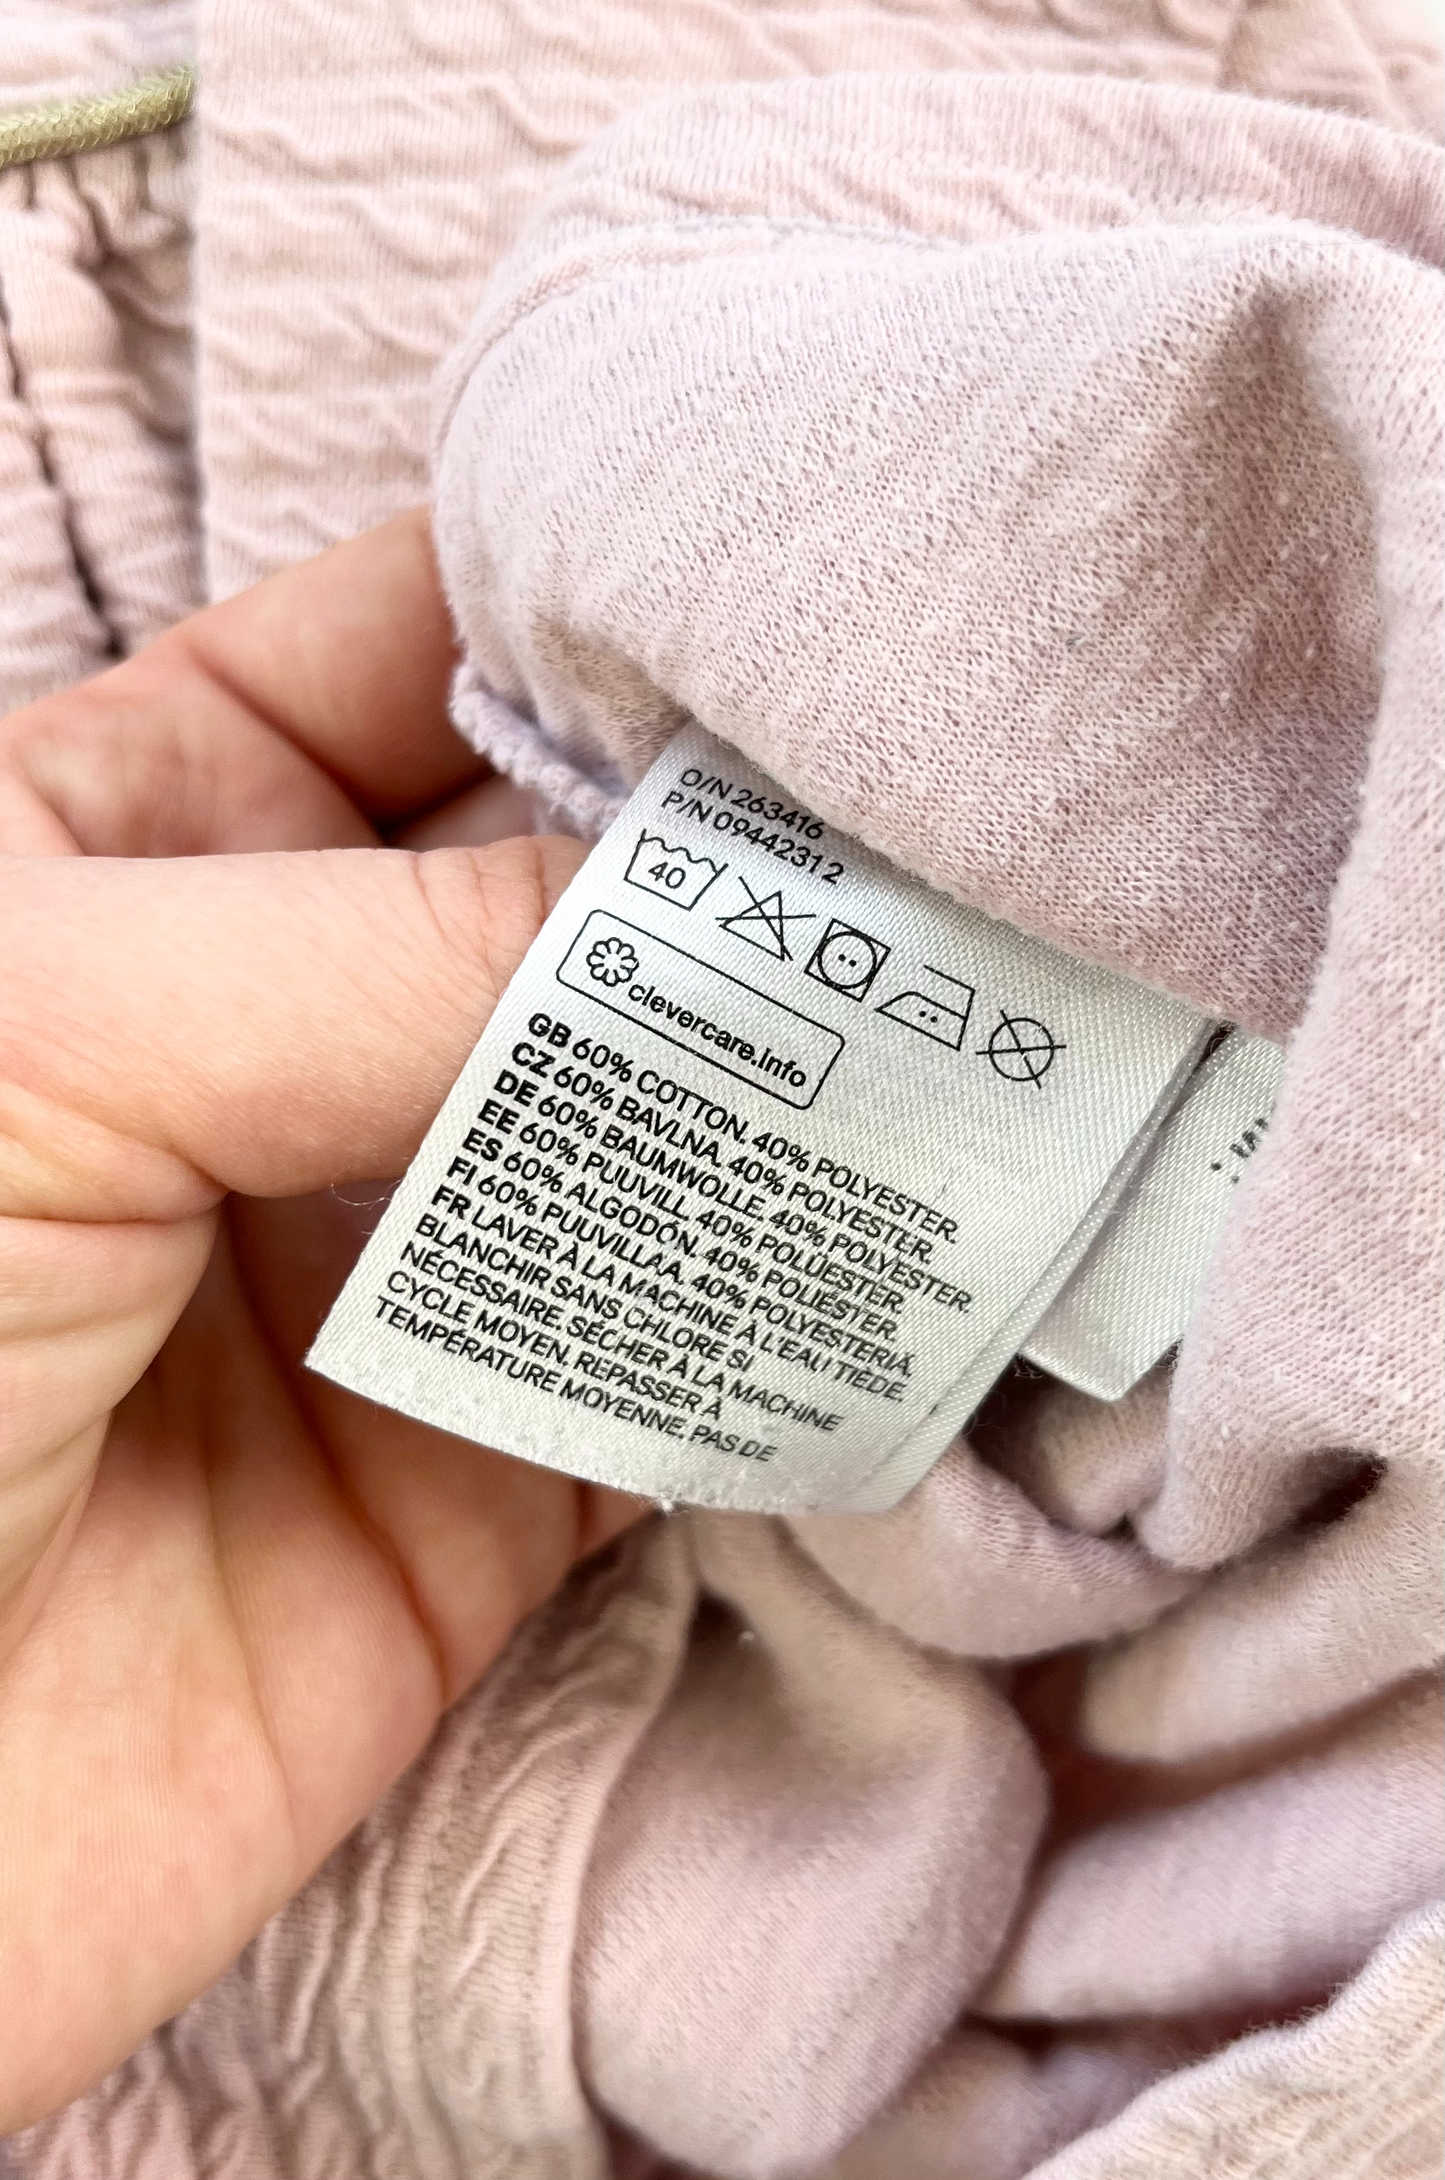 O/N 263416
P/N 09442312
40
clevercare.info
GB 60% COTTON. 40% POLYESTER.
CZ 60% BAVLNA. 40% POLYESTER.
DE 60% BAUMWOLLE. 40% POLYESTER.
EE 60% PUUVILL. 40% POLÜESTER.
ES 60% ALGODÓN. 40% POLIÉSTER.
FI 60% PUUVILLAA. 40% POLYESTERIÄ.
FR LAVER À LA MACHINE À L'EAU TIÈDE.
BLANCHIR SANS CHLORE SI
NÉCESSAIRE. SÉCHER À LA MACHINE
CYCLE MOYEN. REPASSER À
TEMPÉRATURE MOYENNE. PAS DE